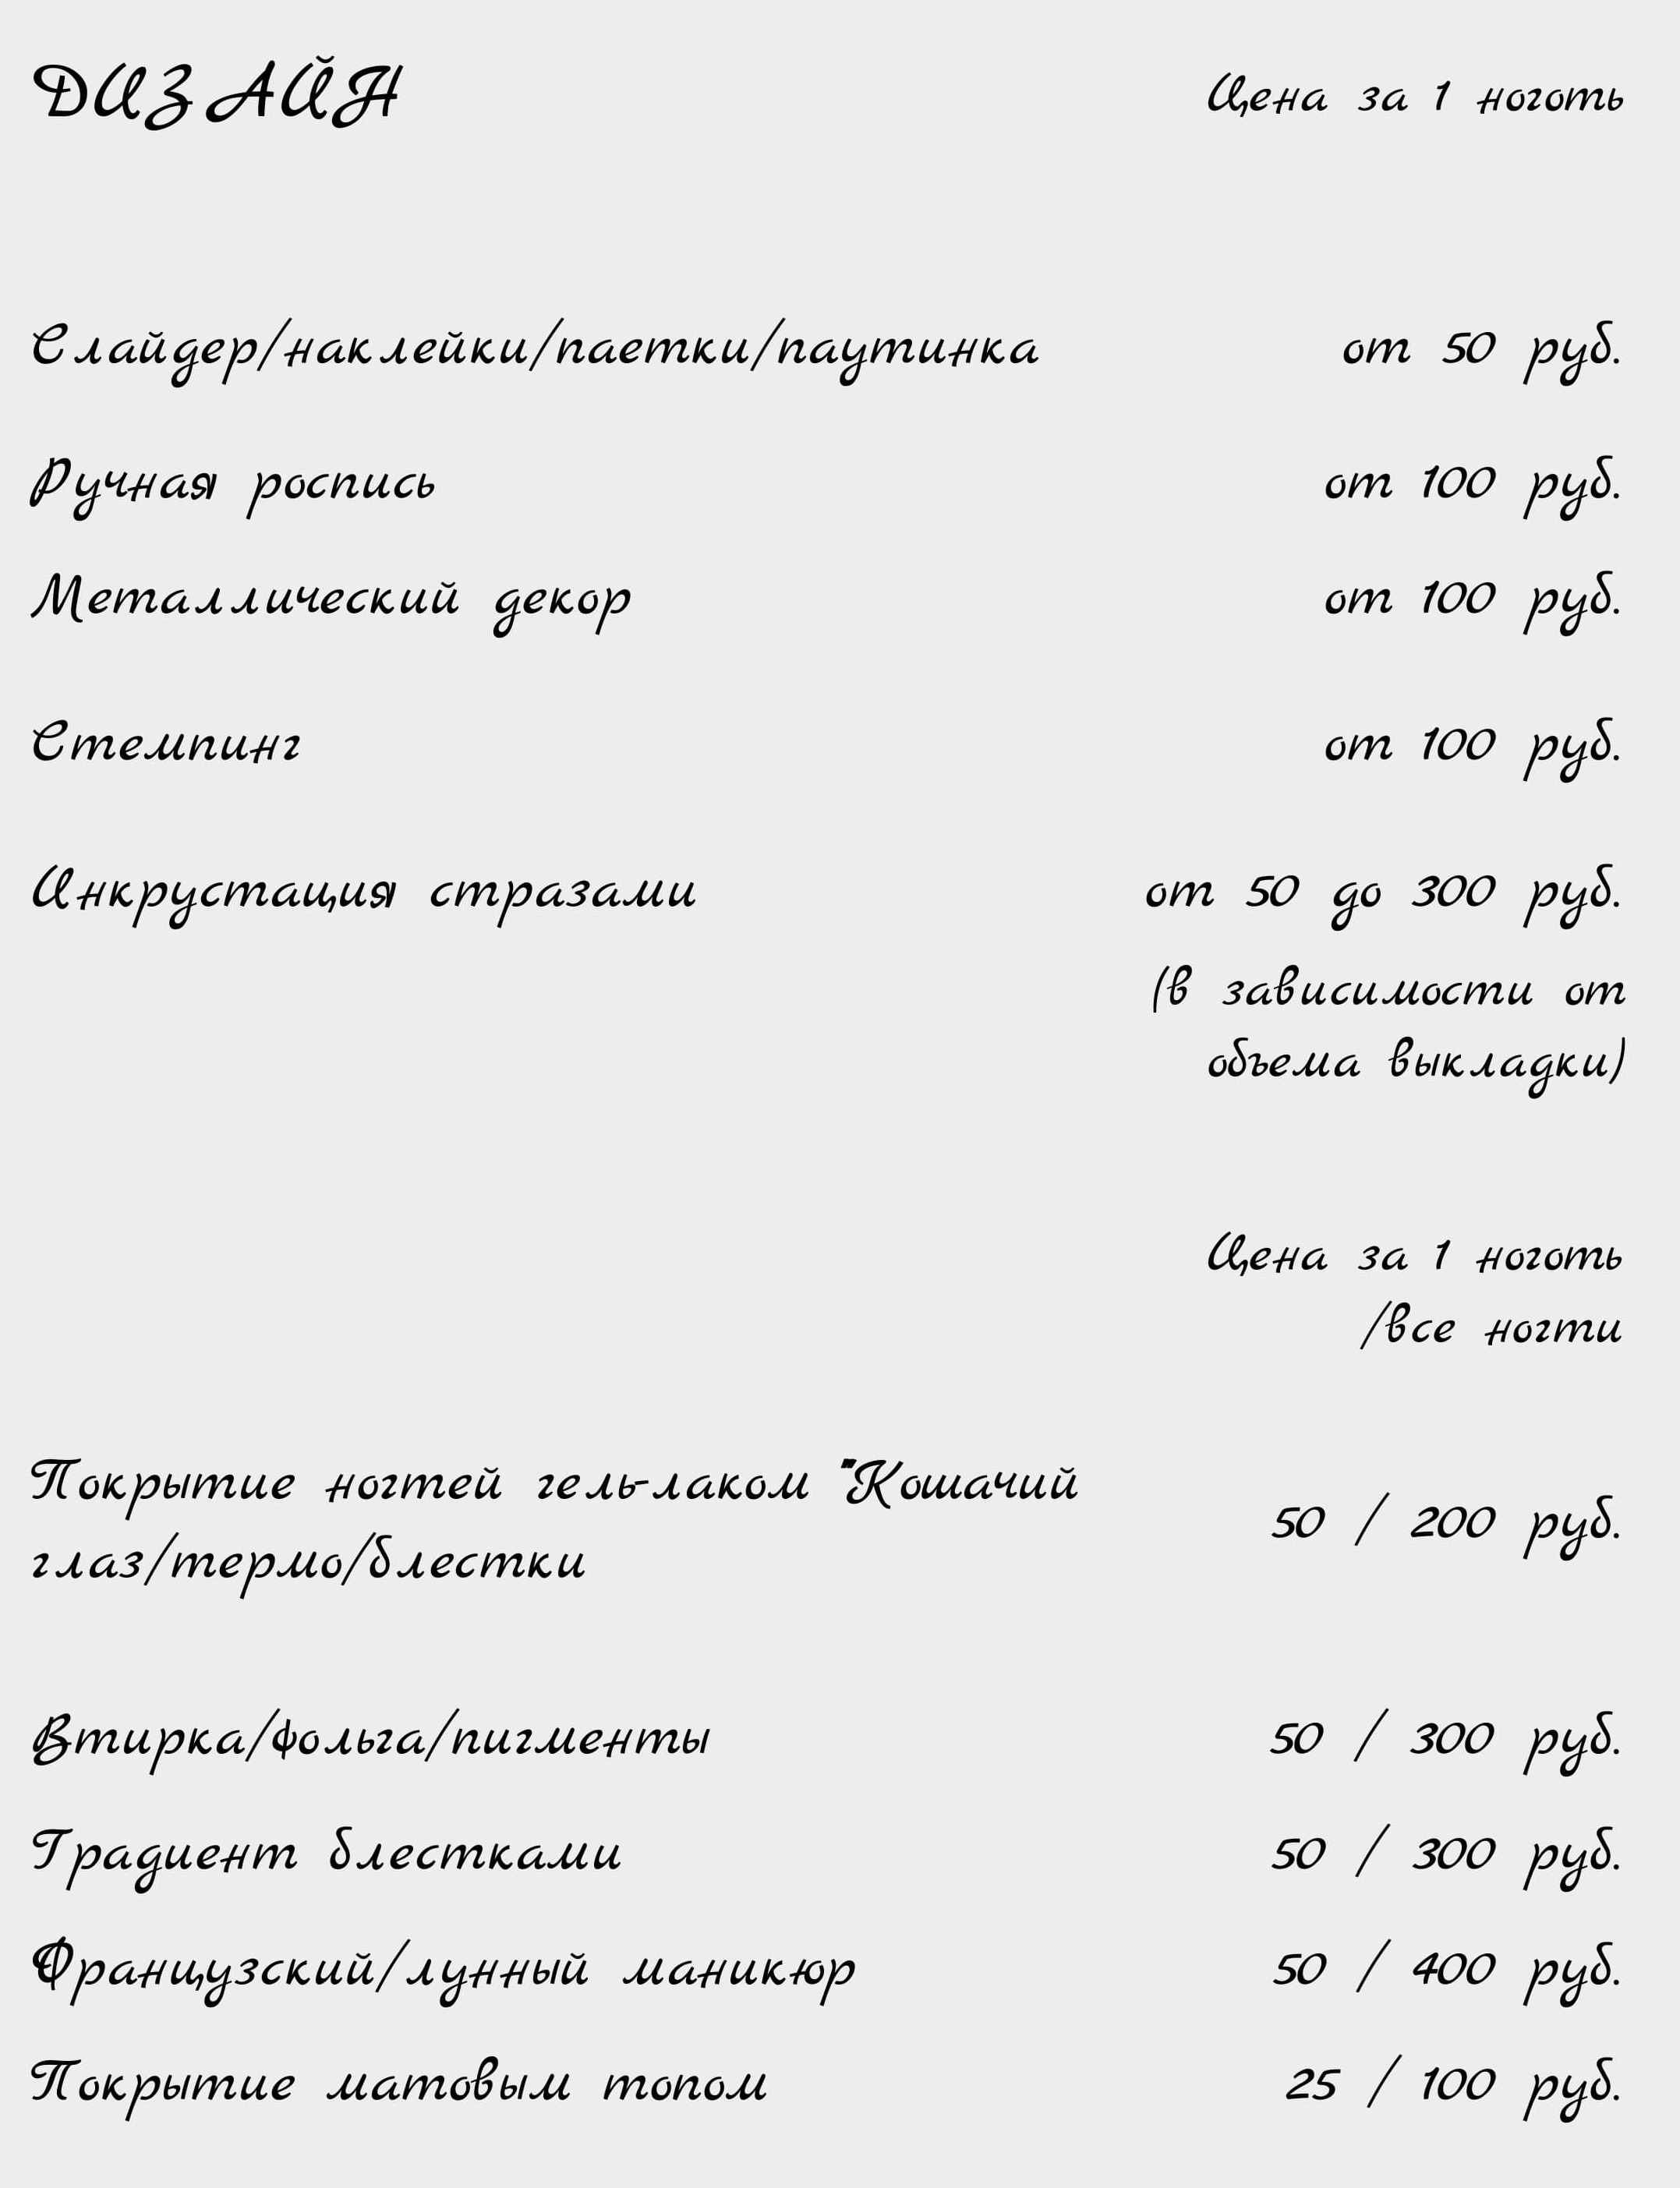 ДИЗАЙН Цена за 1 ноготь
Слайдер/наклейки/паетки/паутинка от 50 руб.
Ручная роспись от 100 руб.
Металлический декор от 100 руб.
Стемпинг от 100 руб.
Инкрустация стразами от 50 до 300 руб.
(в зависимости от
объема выкладки)
Цена за 1 ноготь
/все ногти
Покрытие ногтей гель-лаком "Кошачий
глаз/термо/блестки 50 / 200 руб.
Втирка/фольга/пигменты 50 / 300 руб.
Градиент блестками 50 / 300 руб.
Французский/лунный маникюр 50 / 400 руб.
Покрытие матовым топом 25 / 100 руб.